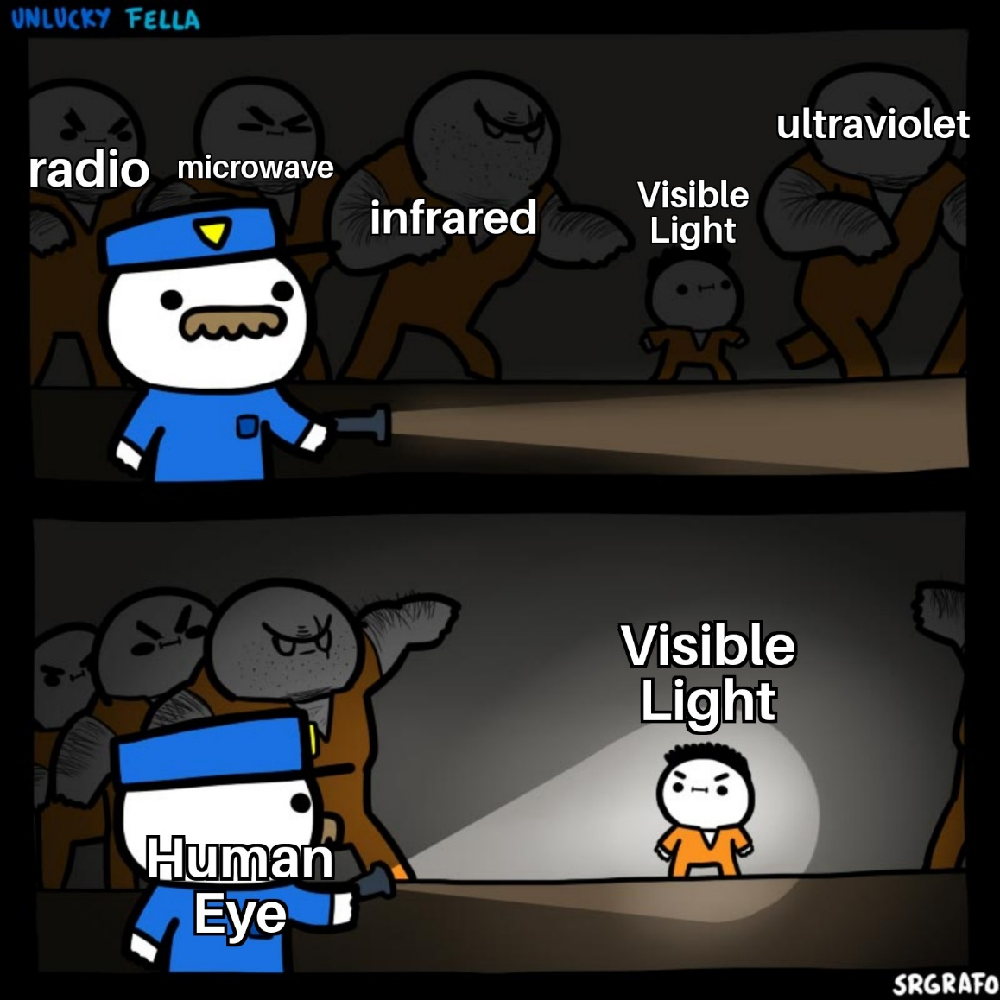 UNLUCKY FELLA
radio
microwave
infrared
Visible
Light
ultraviolet
Visible
Light
Human
Eye
SRGRAFO